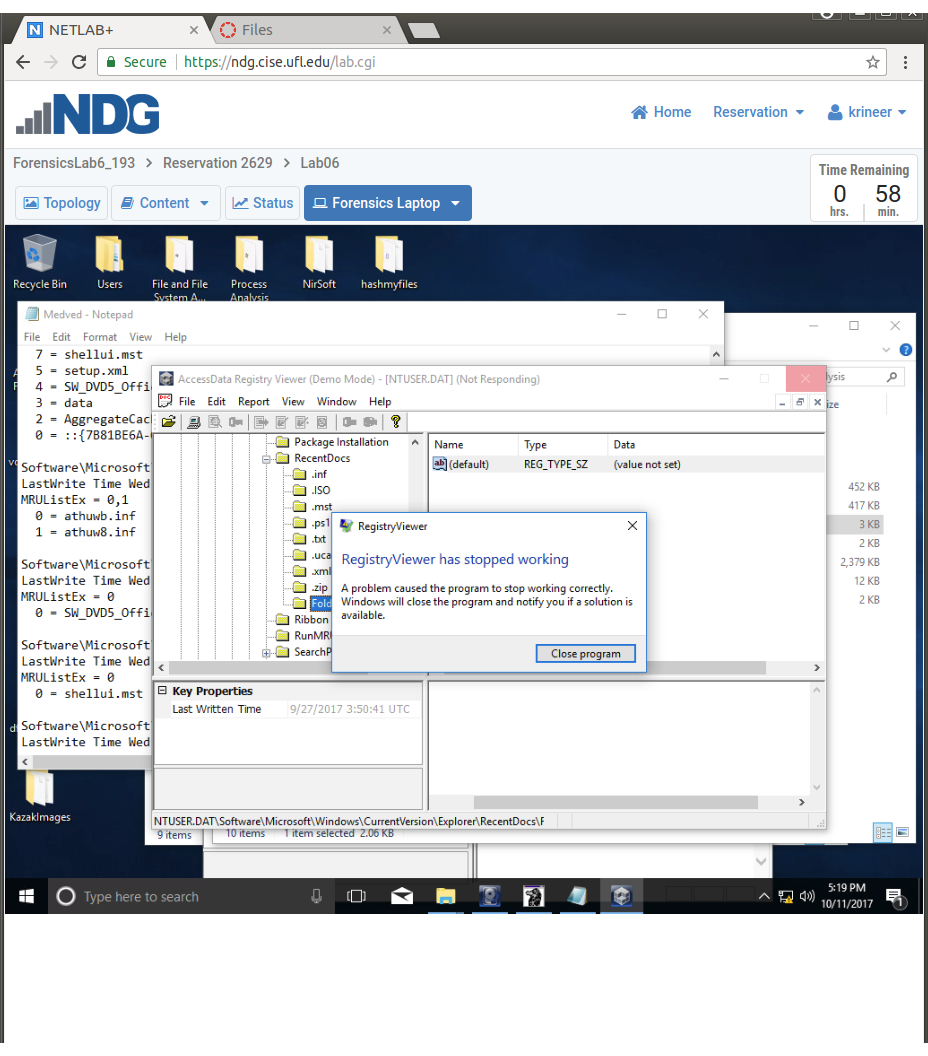 NETLAB+
Files
Secure
https://ndg.cise.ufl.edu/lab.cgi
NDG
Home
Reservation
krineer
ForensicsLab6_193 > Reservation 2629 > Lab06
Time Remaining
0 58
hrs. min.
Topology
Content
Status
Forensics Laptop
Recycle Bin
Users
File and File
System A...
Process
Analysis
NirSoft
hashmyfiles
Medved - Notepad
File Edit Format View Help
7 = shellui.mst
5 = setup.xml
4 = SW_DVD5_Offi
3 = data
2 = AggregateCac
0 = ::{7B81BE6A-
Software\Microsoft
LastWrite Time Wed
MRUListEx = 0,1
0 = athuwb.inf
1 = athuw8.inf
Software\Microsoft
LastWrite Time Wed
MRUListEx = 0
0 = SW_DVD5_Offi
Software\Microsoft
LastWrite Time Wed
MRUListEx = 0
0 = shellui.mst
Software\Microsoft
LastWrite Time Wed
AccessData Registry Viewer (Demo Mode) - [NTUSER.DAT] (Not Responding)
File Edit Report View Window Help
Package Installation
RecentDocs
.inf
.ISO
.mst
.ps1
.txt
.uca
.xml
.zip
Fold
Ribbon
RunMR
SearchP
Name Type Data
(default) REG_TYPE_SZ (value not set)
RegistryViewer
RegistryViewer has stopped working
A problem caused the program to stop working correctly.
Windows will close the program and notify you if a solution is
available.
Close program
Key Properties
Last Written Time 9/27/2017 3:50:41 UTC
NTUSER.DAT\Software\Microsoft\Windows\CurrentVersion\Explorer\RecentDocs\F
lysis
ize
452 KB
417 KB
3 KB
2 KB
2,379 KB
12 KB
2 KB
KazakImages
9 items
10 items 1 item selected 2.06 KB
Type here to search
5:19 PM
10/11/2017
1